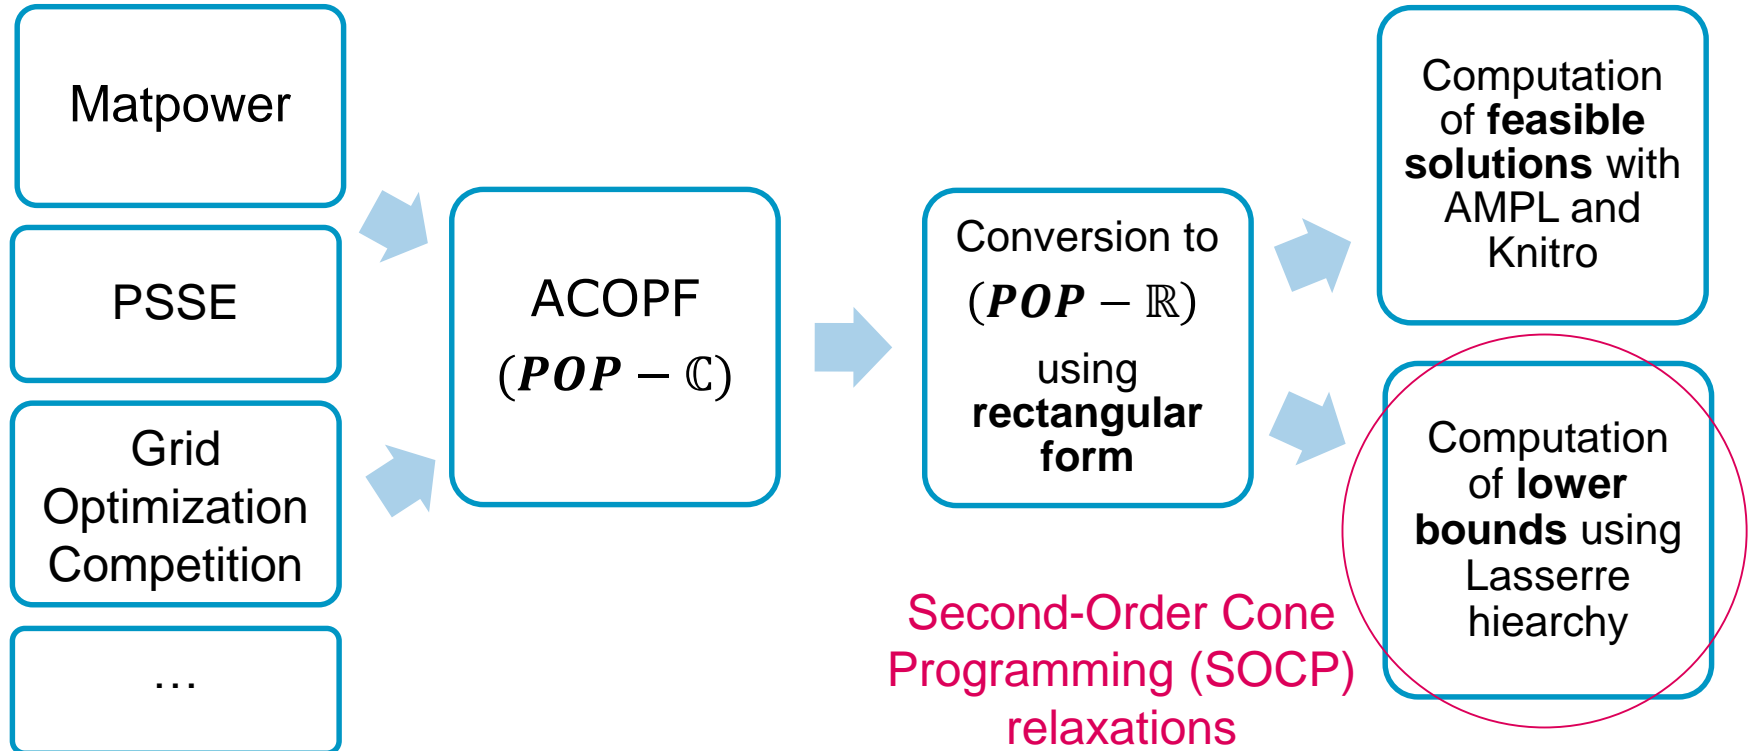 Matpower
PSSE
Grid
Optimization
Competition
…
ACOPF
(POP − ℂ)
Conversion to
(POP − ℝ)
using
rectangular
form
Computation
of feasible
solutions with
AMPL and
Knitro
Computation
of lower
bounds using
Lasserre
hiearchy
Second-Order Cone
Programming (SOCP)
relaxations